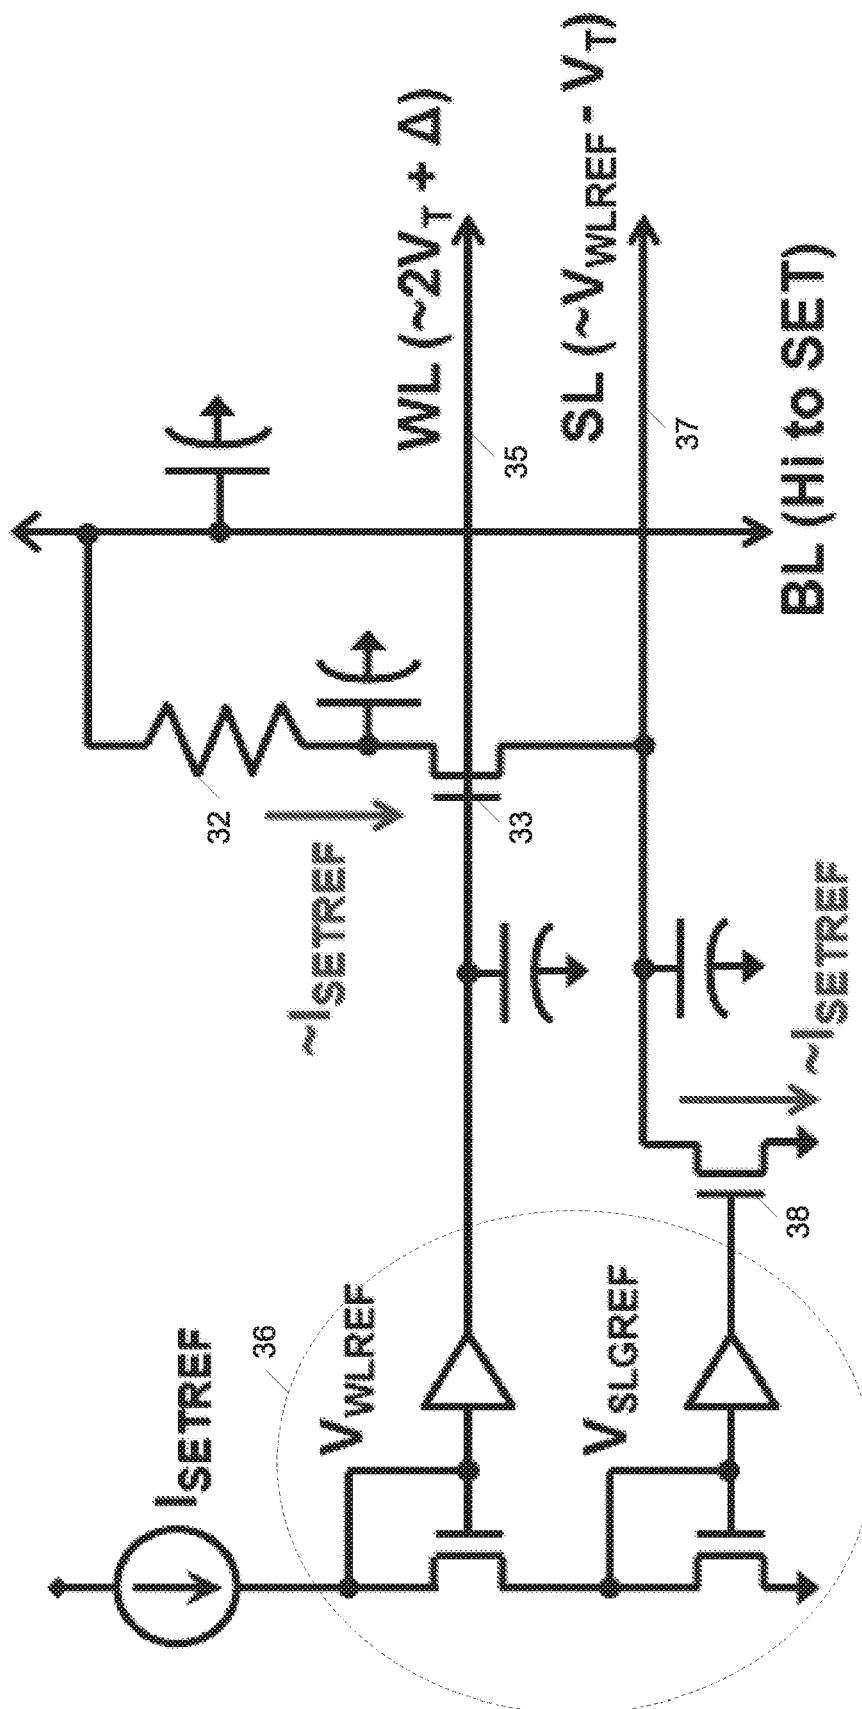 I_SETREF
36
V_WLREF
V_SLGREF
38
~I_SETREF
~I_SETREF
32
33
35
WL (~2V_T + Δ)
37
SL (~V_WLREF - V_T)
BL (Hi to SET)